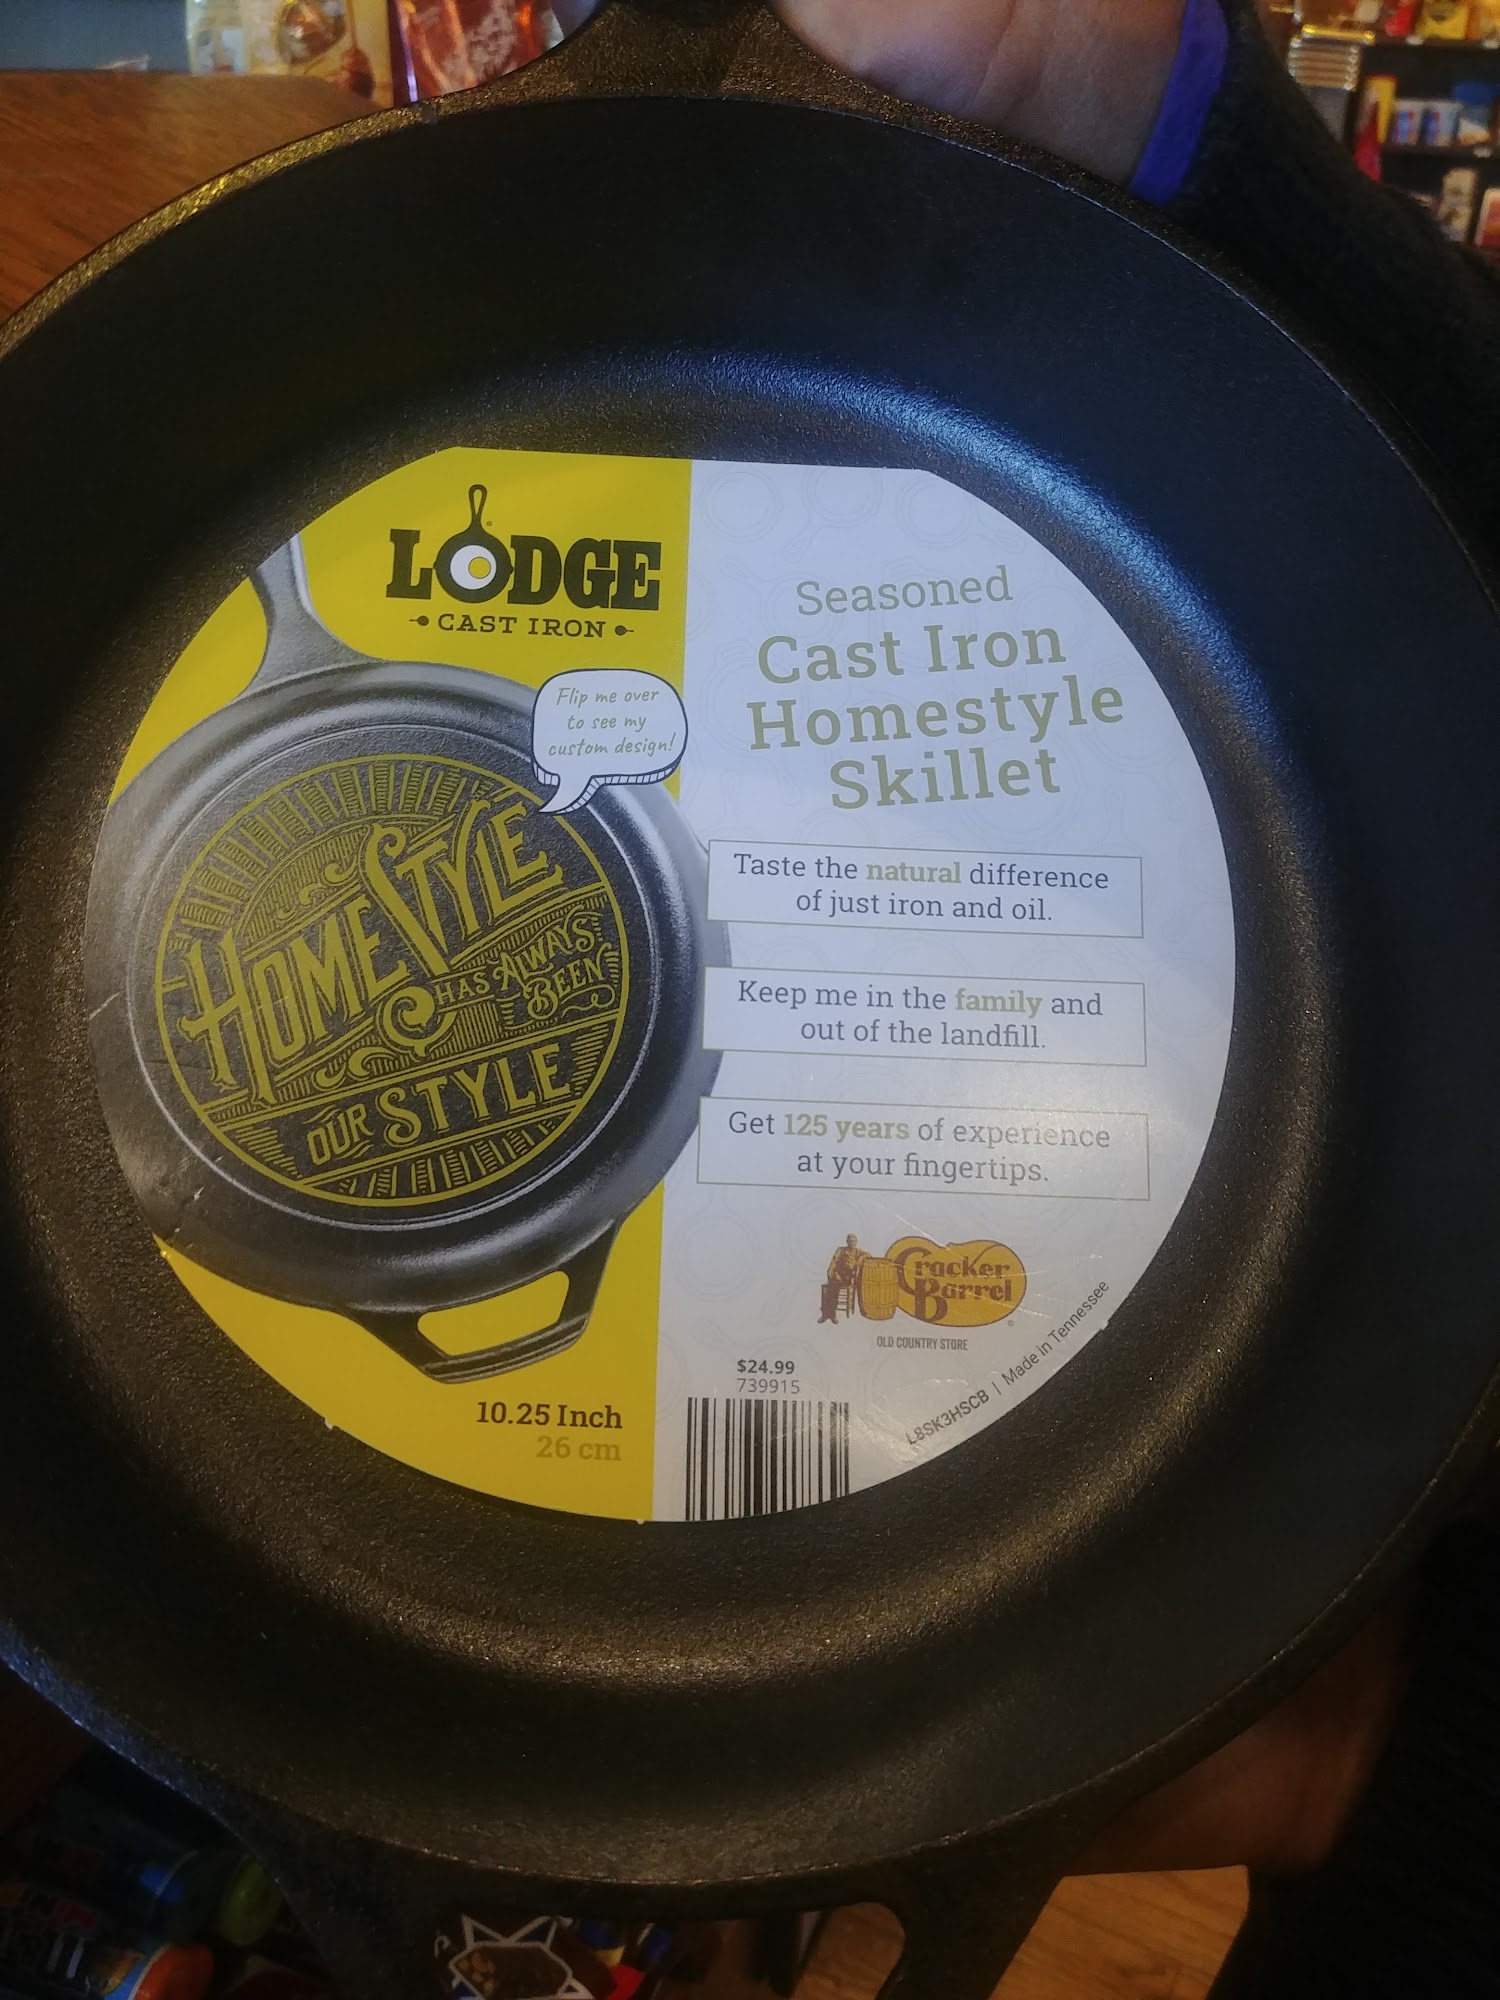 LODGE
CAST IRON
Flip me over
to see my
custom design!
HOMESTYLE
HAS ALWAYS
BEEN
OUR STYLE
10.25 Inch
26 cm
Seasoned
Cast Iron
Homestyle
Skillet
Taste the natural difference
of just iron and oil.
Keep me in the family and
out of the landfill.
Get 125 years of experience
at your fingertips.
Cracker
Barrel
OLD COUNTRY STORE
$24.99
739915
L8SK3HSCB | Made in Tennessee